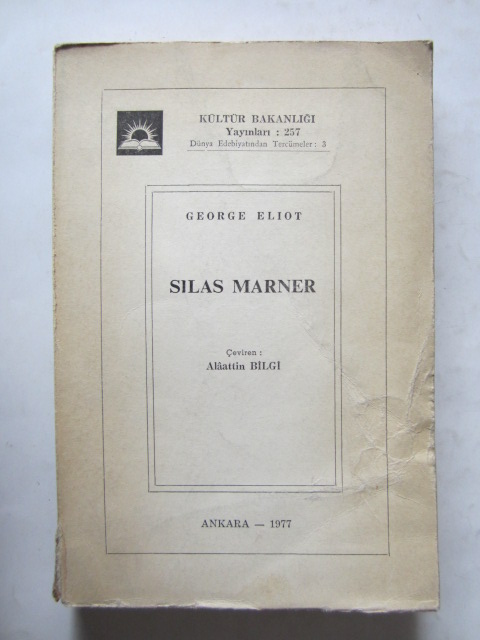 KÜLTÜR BAKANLIĞI
Yayınları : 257
Dünya Edebiyatından Tercümeler : 3
GEORGE ELIOT
SILAS MARNER
Çeviren :
Alâattin BİLGİ
ANKARA — 1977